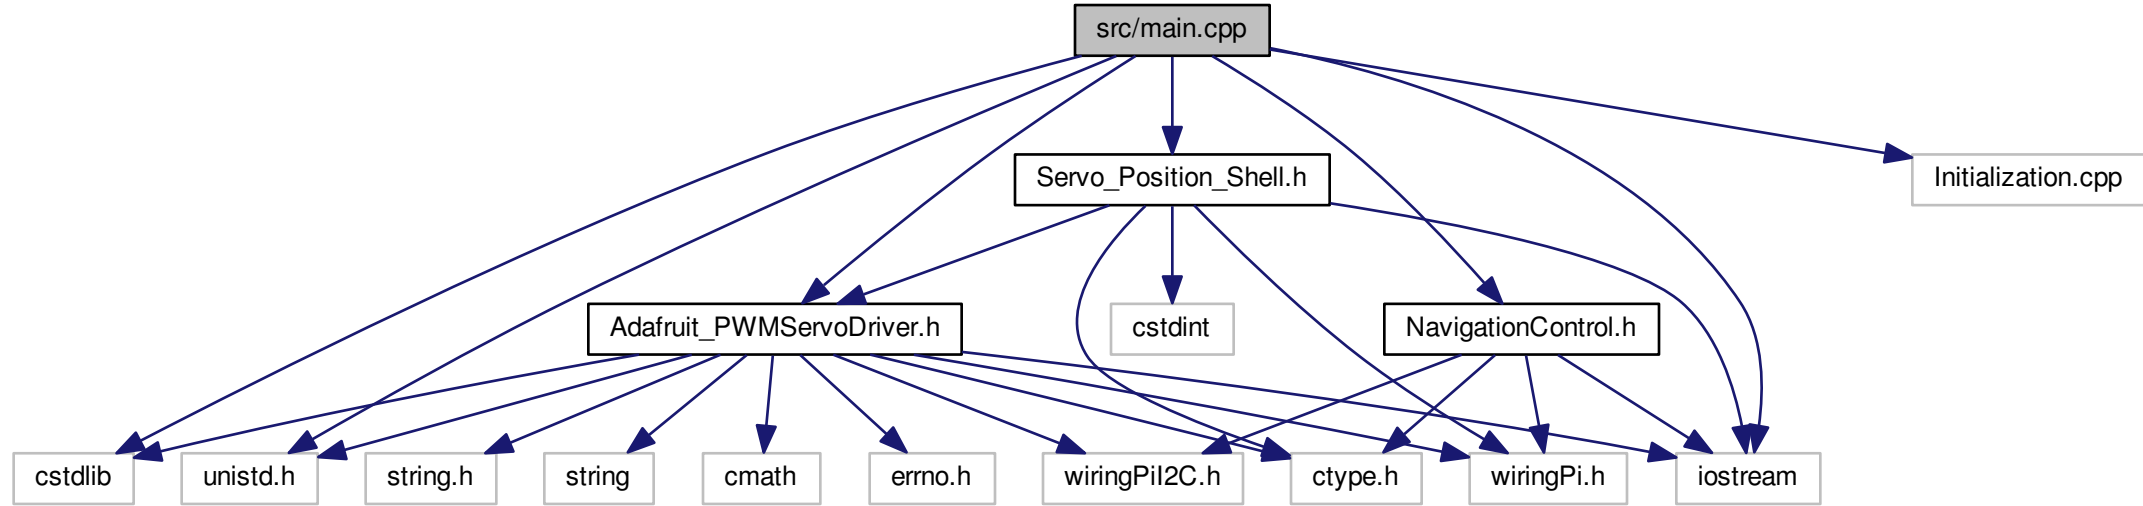 src/main.cpp
Servo_Position_Shell.h
Initialization.cpp
Adafruit_PWMServoDriver.h
cstdint
NavigationControl.h
cstdlib
unistd.h
string.h
string
cmath
errno.h
wiringPiI2C.h
ctype.h
wiringPi.h
iostream